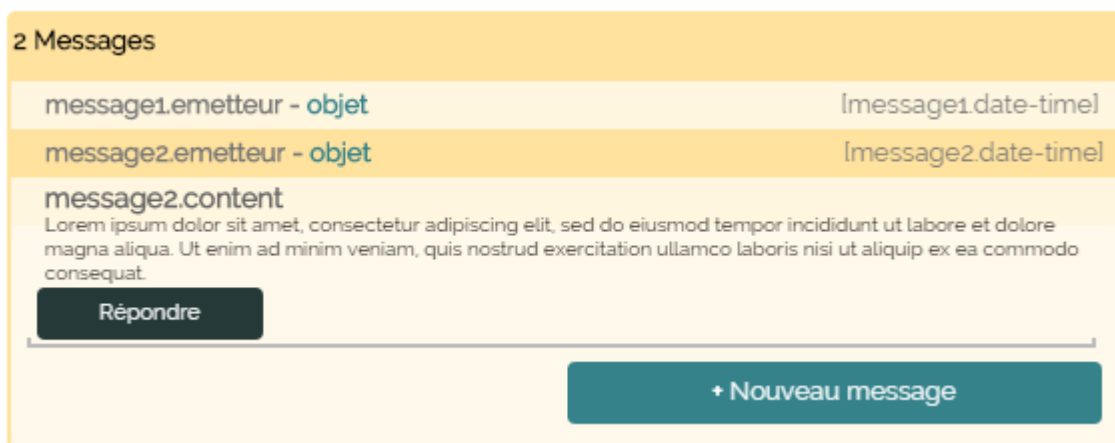 2 Messages
message1.emetteur - objet [message1.date-time]
message2.emetteur - objet [message2.date-time]
message2.content
Lorem ipsum dolor sit amet, consectetur adipiscing elit, sed do eiusmod tempor incididunt ut labore et dolore
magna aliqua. Ut enim ad minim veniam, quis nostrud exercitation ullamco laboris nisi ut aliquip ex ea commodo
consequat.
Répondre
+ Nouveau message